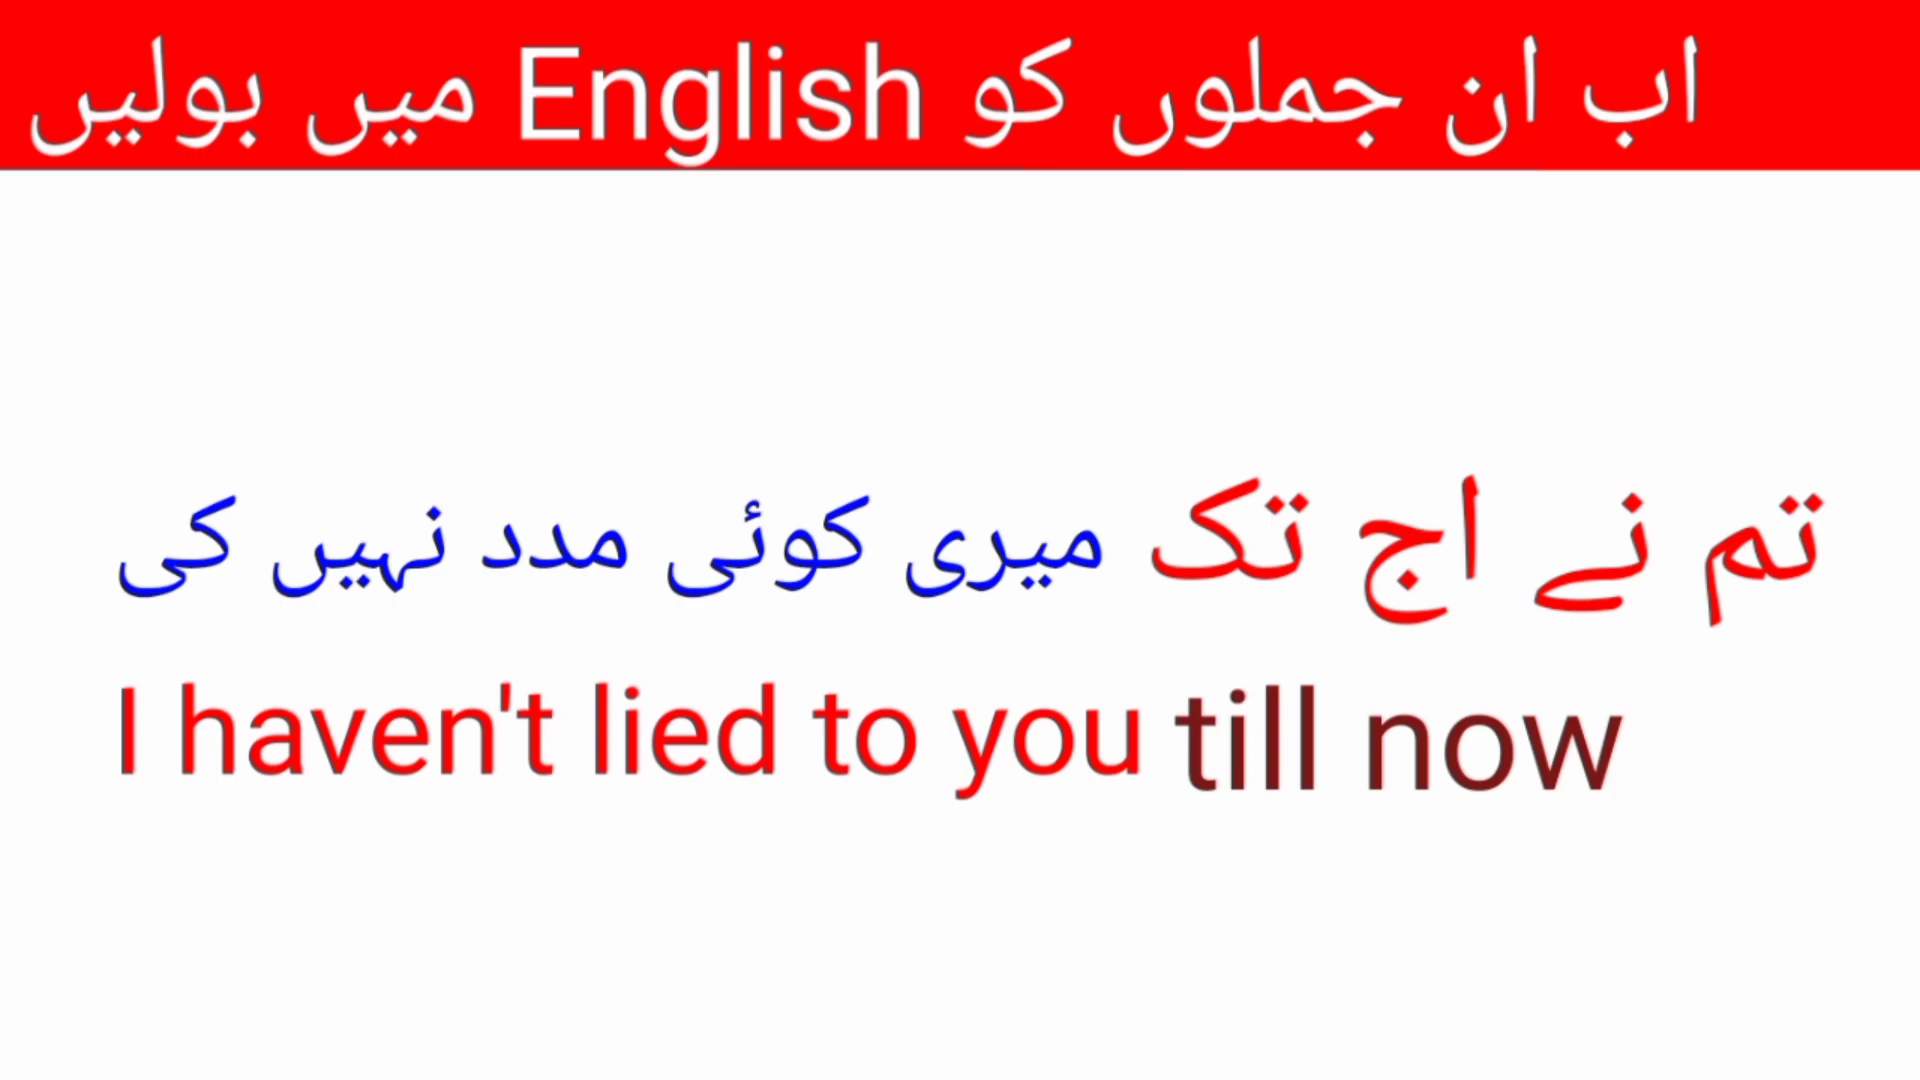 اب ان جملوں کو English میں بولیں
تم نے اج تک میری کوئی مدد نہیں کی
I haven't lied to you till now